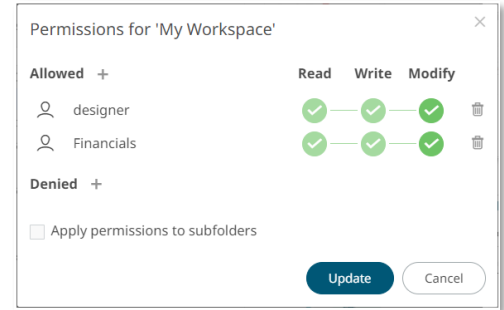 Permissions for 'My Workspace'
Allowed + Read Write Modify
designer
Financials
Denied +
Apply permissions to subfolders
Update Cancel